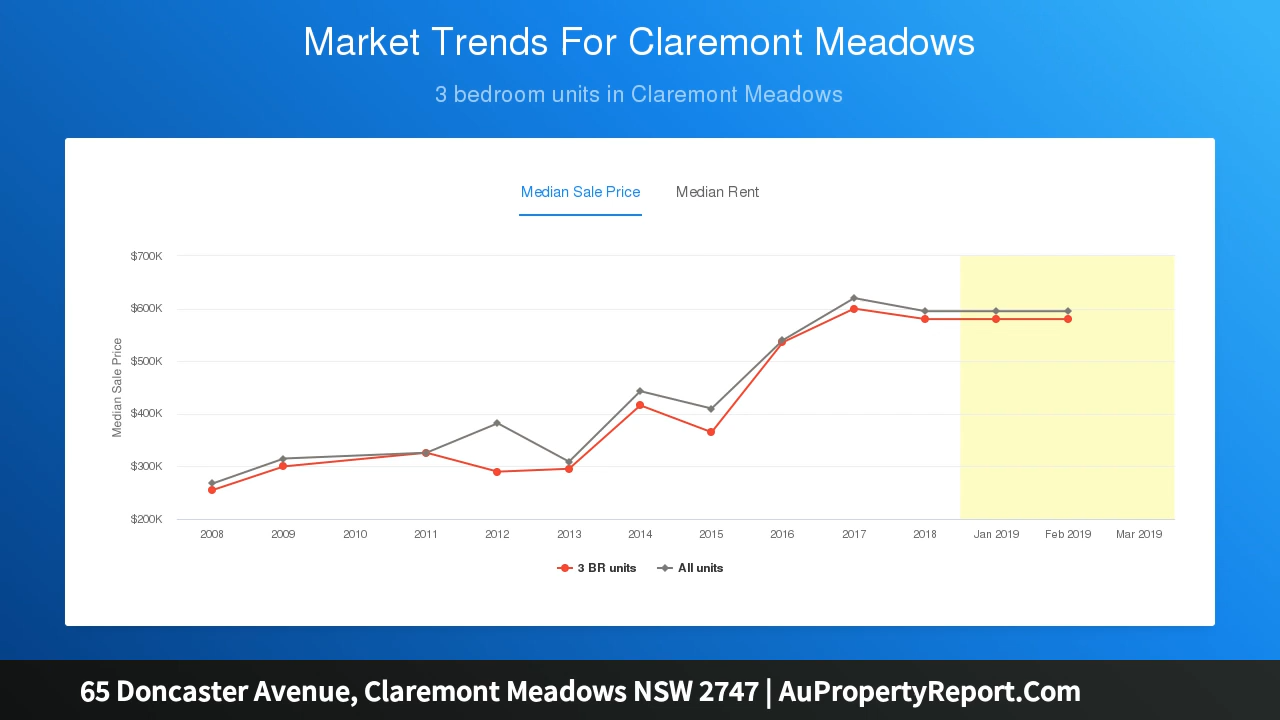 Market Trends For Claremont Meadows
3 bedroom units in Claremont Meadows
Median Sale Price Median Rent
Median Sale Price
$700K
$600K
$500K
$400K
$300K
$200K
2008 2009 2010 2011 2012 2013 2014 2015 2016 2017 2018 Jan 2019 Feb 2019 Mar 2019
3 BR units All units
65 Doncaster Avenue, Claremont Meadows NSW 2747 | AuPropertyReport.Com